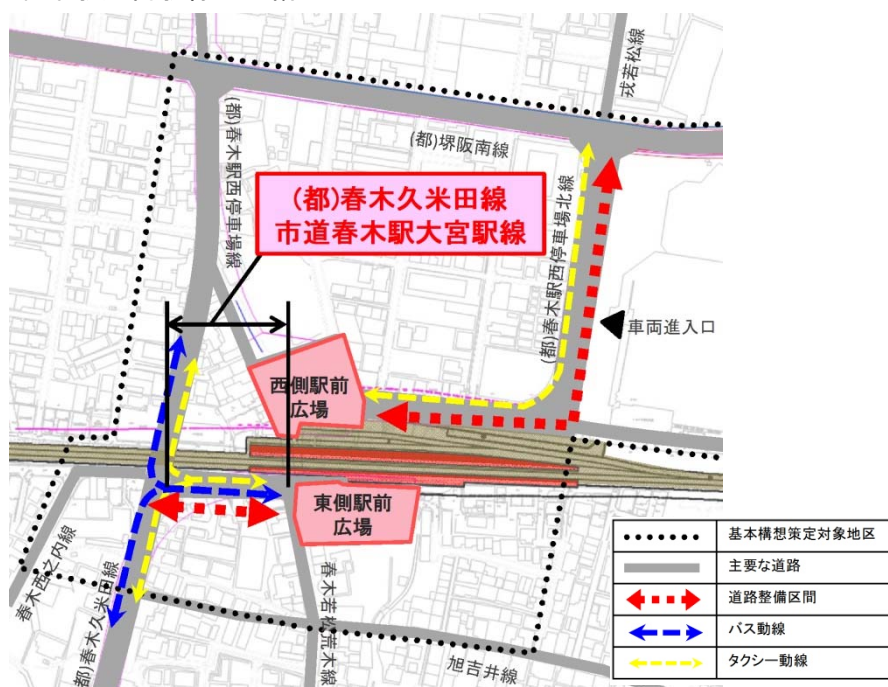 戎若松線
(都)堺阪南線
(都)春木駅西停車場線
(都)春木久米田線
市道春木駅大宮駅線
(都)春木駅西停車場北線
車両進入口
西側駅前
広場
東側駅前
広場
春木西之内線
(都)春木久米田線
春木若松荒木線
旭吉井線
基本構想策定対象地区
主要な道路
道路整備区間
バス動線
タクシー動線